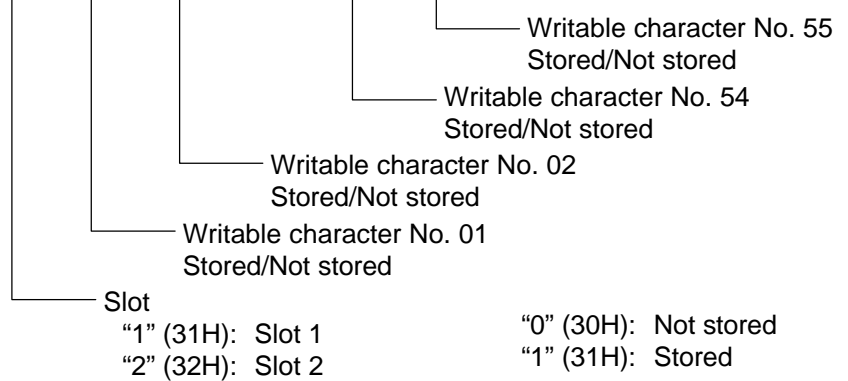 Writable character No. 55
Stored/Not stored
Writable character No. 54
Stored/Not stored
Writable character No. 02
Stored/Not stored
Writable character No. 01
Stored/Not stored
Slot
“1” (31H): Slot 1
“2” (32H): Slot 2
“0” (30H): Not stored
“1” (31H): Stored